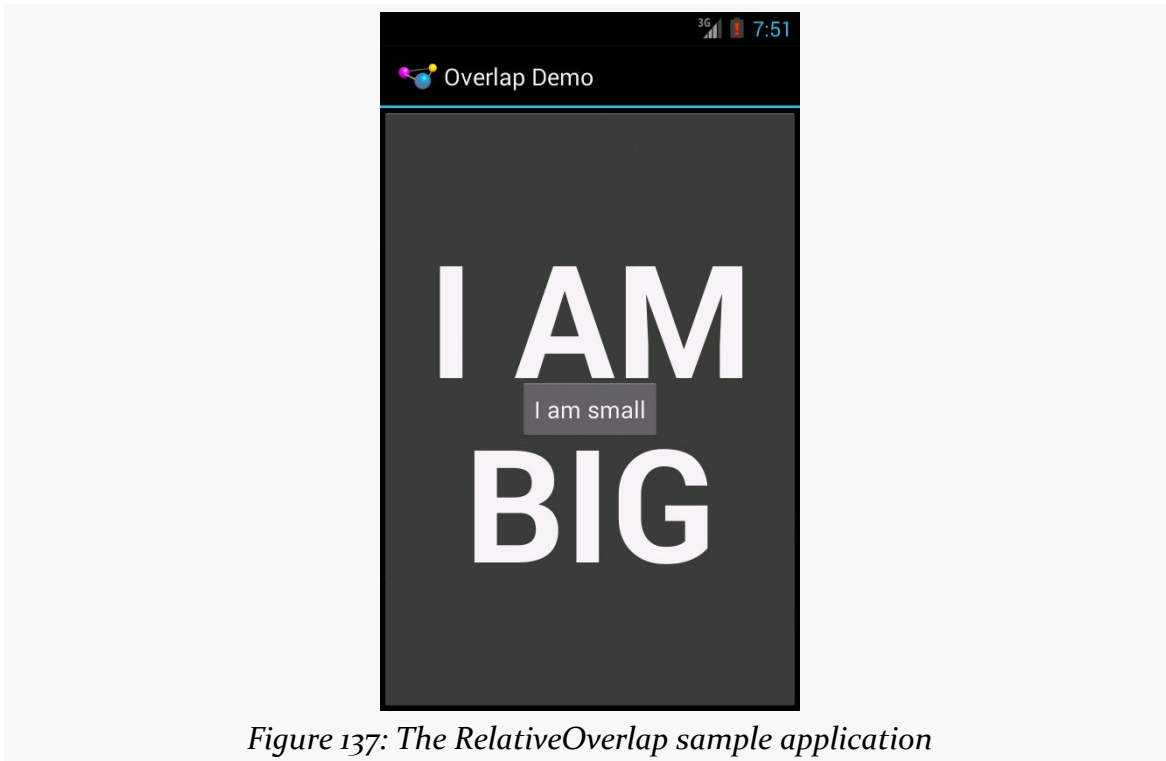 3G 7:51
Overlap Demo
I AM
I am small
BIG
Figure 137: The RelativeOverlap sample application